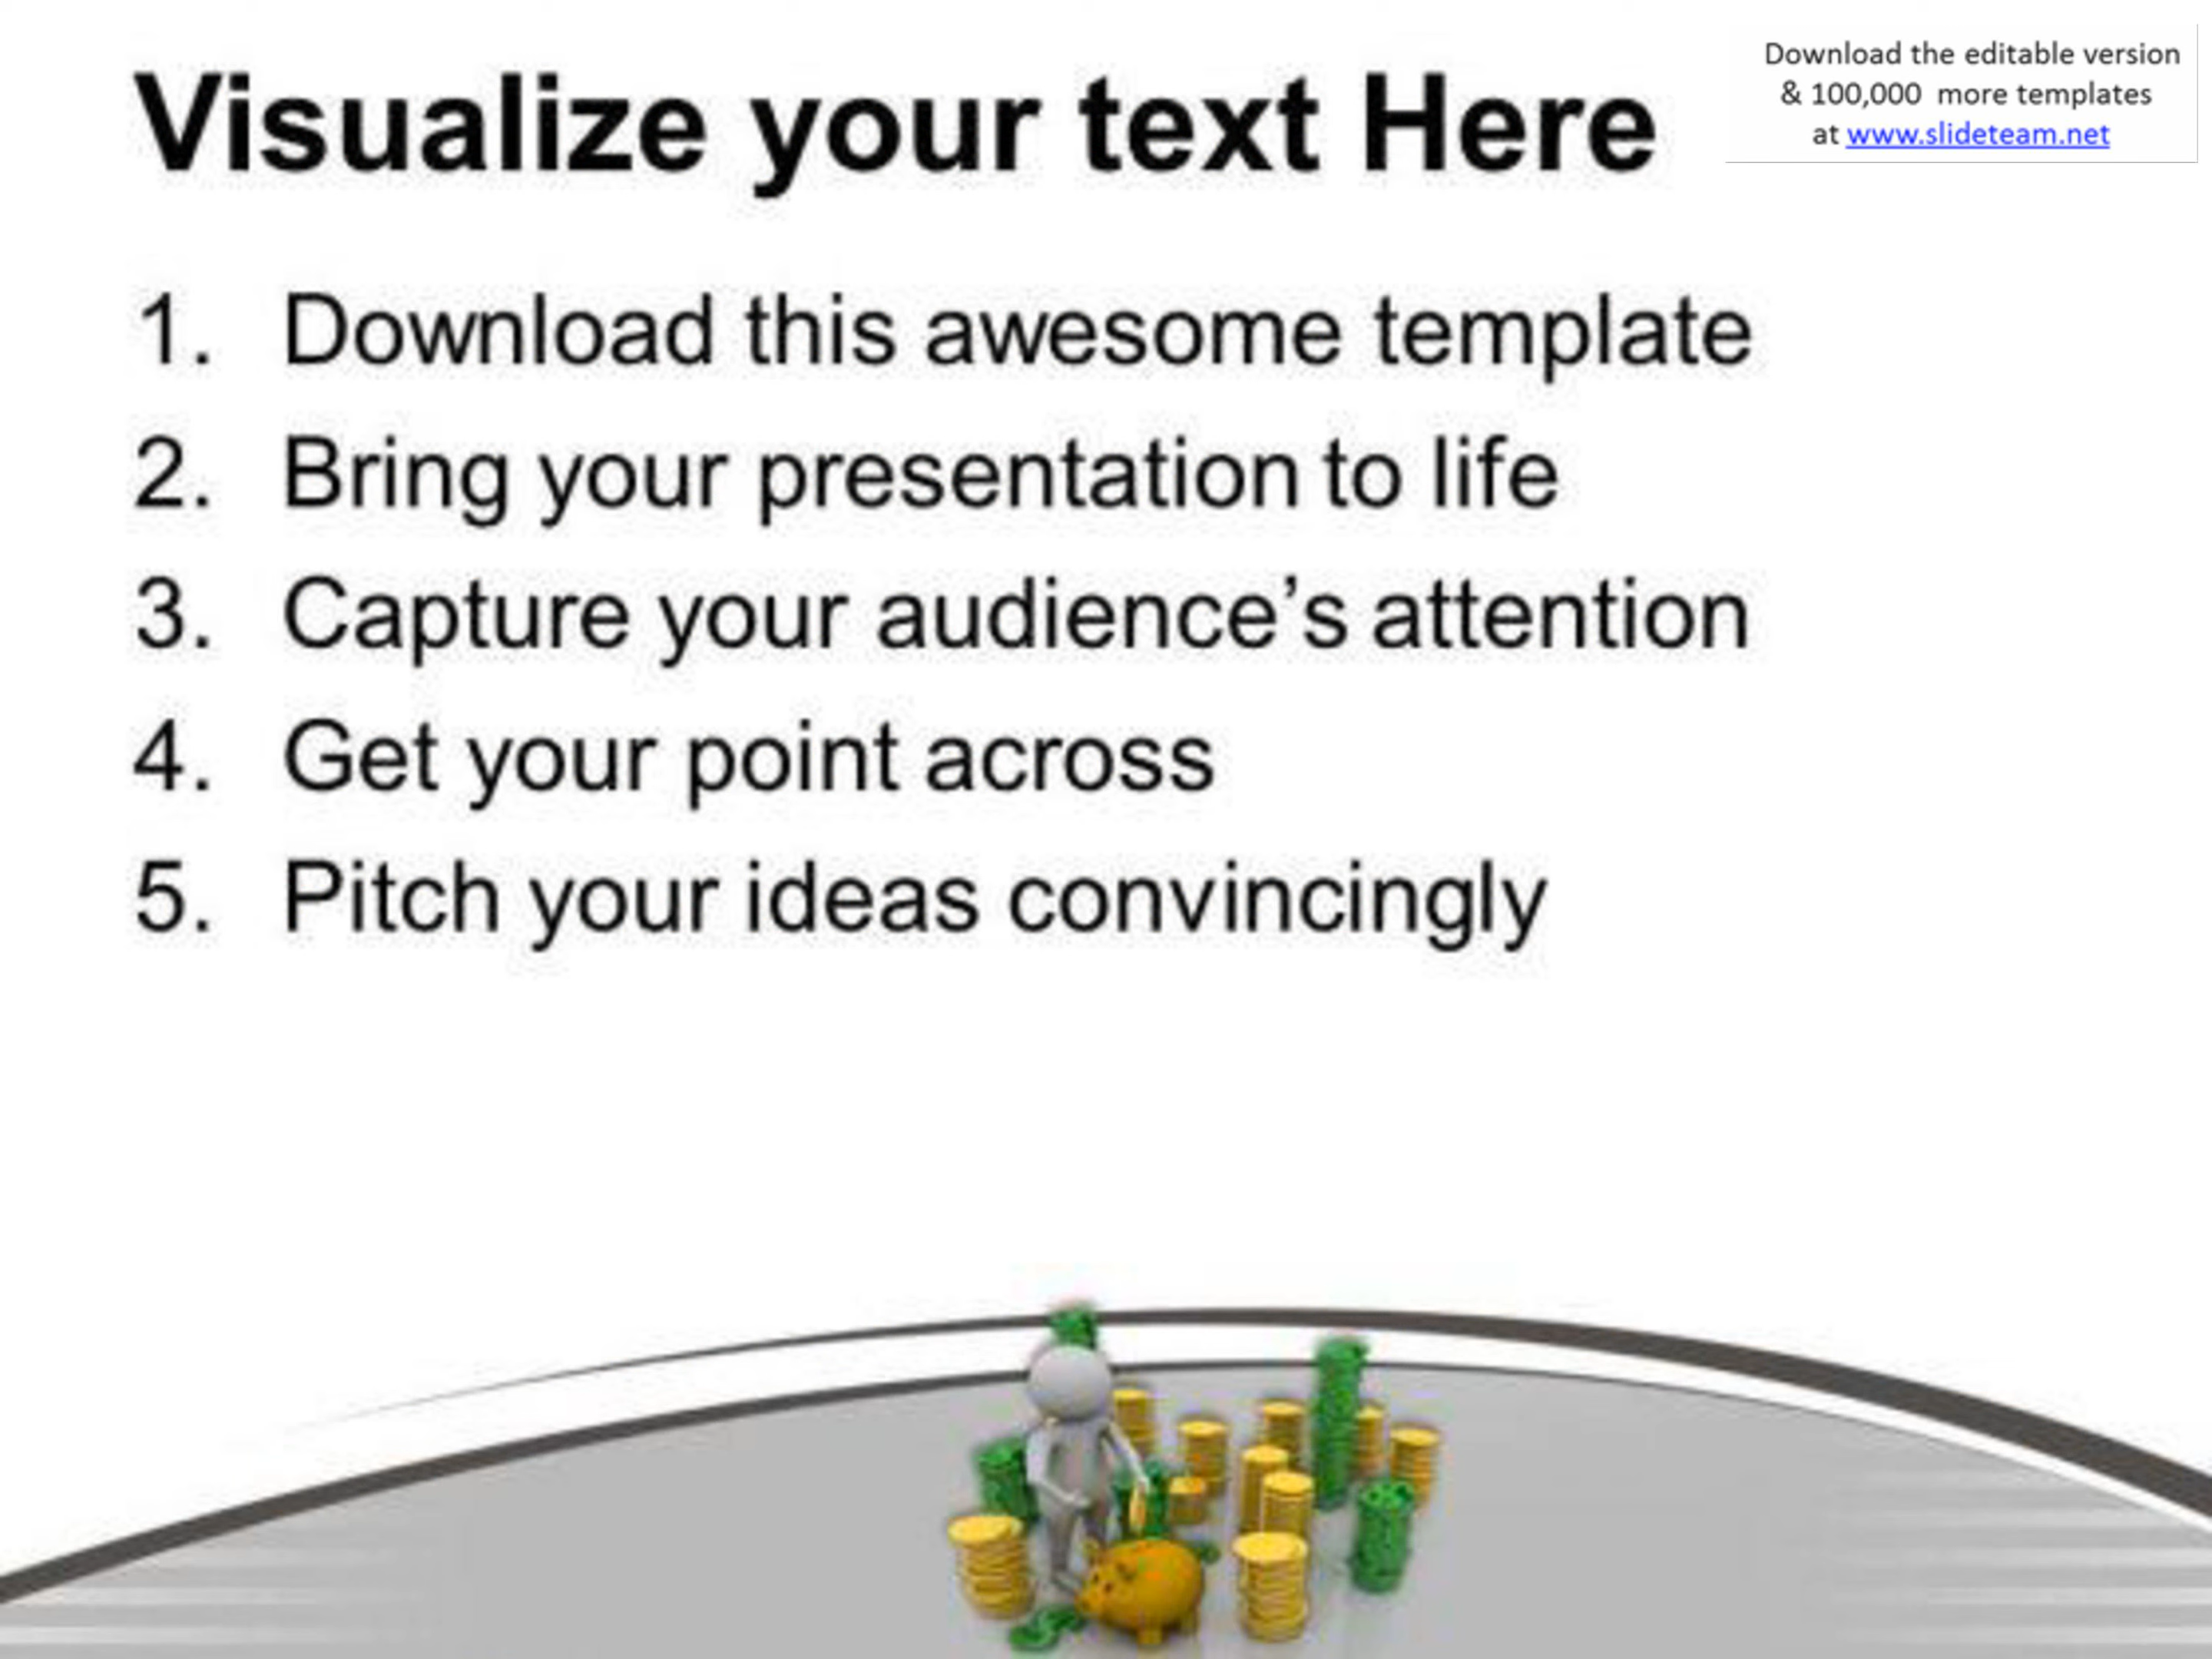 Visualize your text Here
Download the editable version
& 100,000 more templates
at www.slideteam.net
1. Download this awesome template
2. Bring your presentation to life
3. Capture your audience’s attention
4. Get your point across
5. Pitch your ideas convincingly